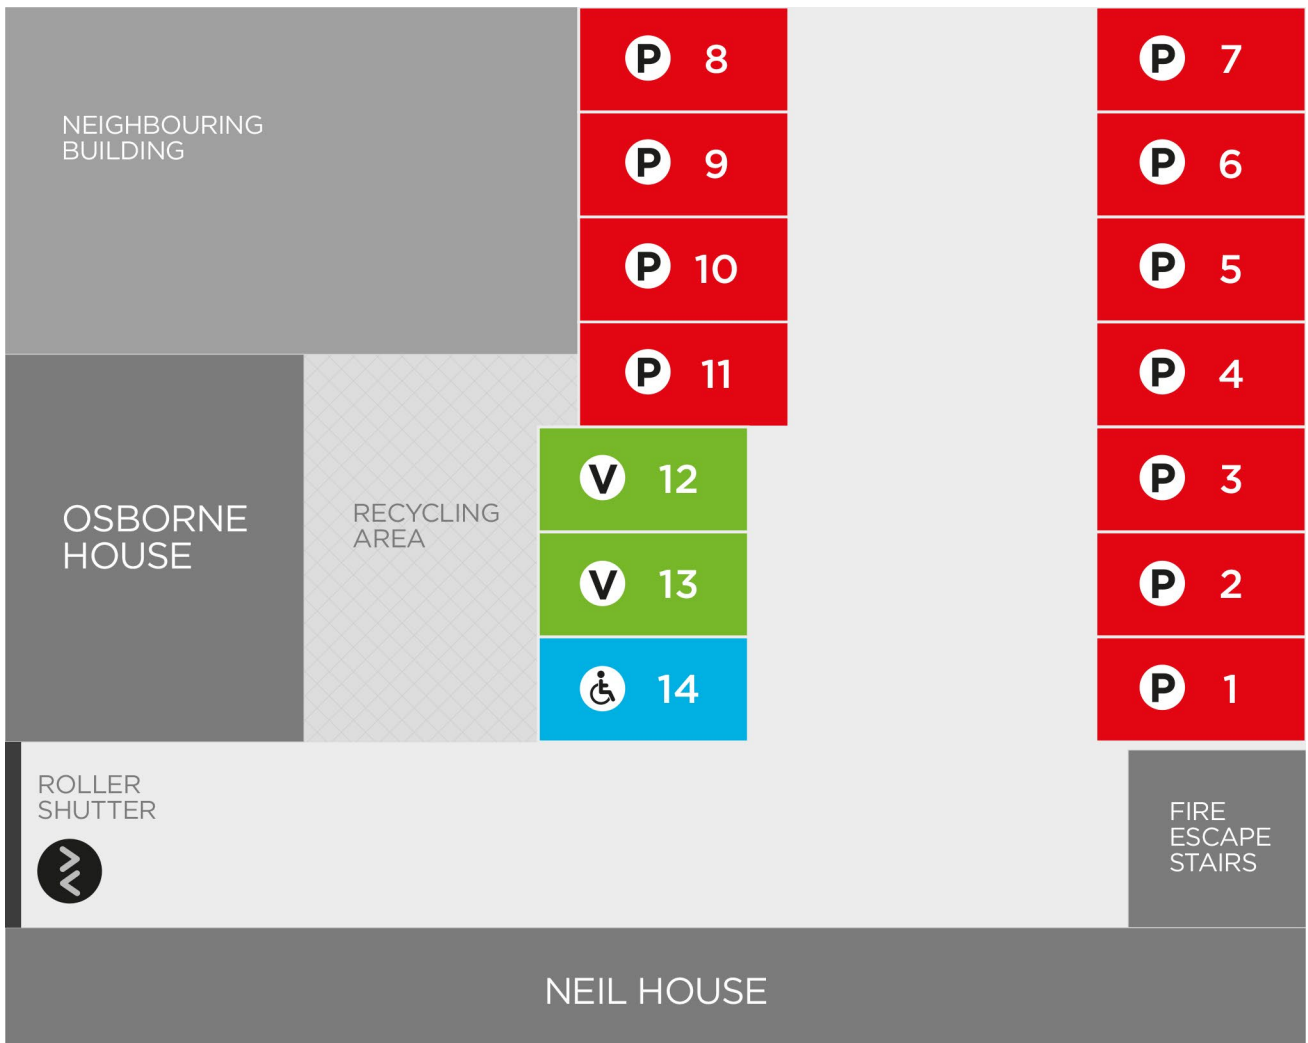 NEIGHBOURING
BUILDING
P 8
P 9
P 10
P 11
V 12
V 13
14
P 7
P 6
P 5
P 4
P 3
P 2
P 1
OSBORNE
HOUSE
RECYCLING
AREA
ROLLER
SHUTTER
FIRE
ESCAPE
STAIRS
NEIL HOUSE